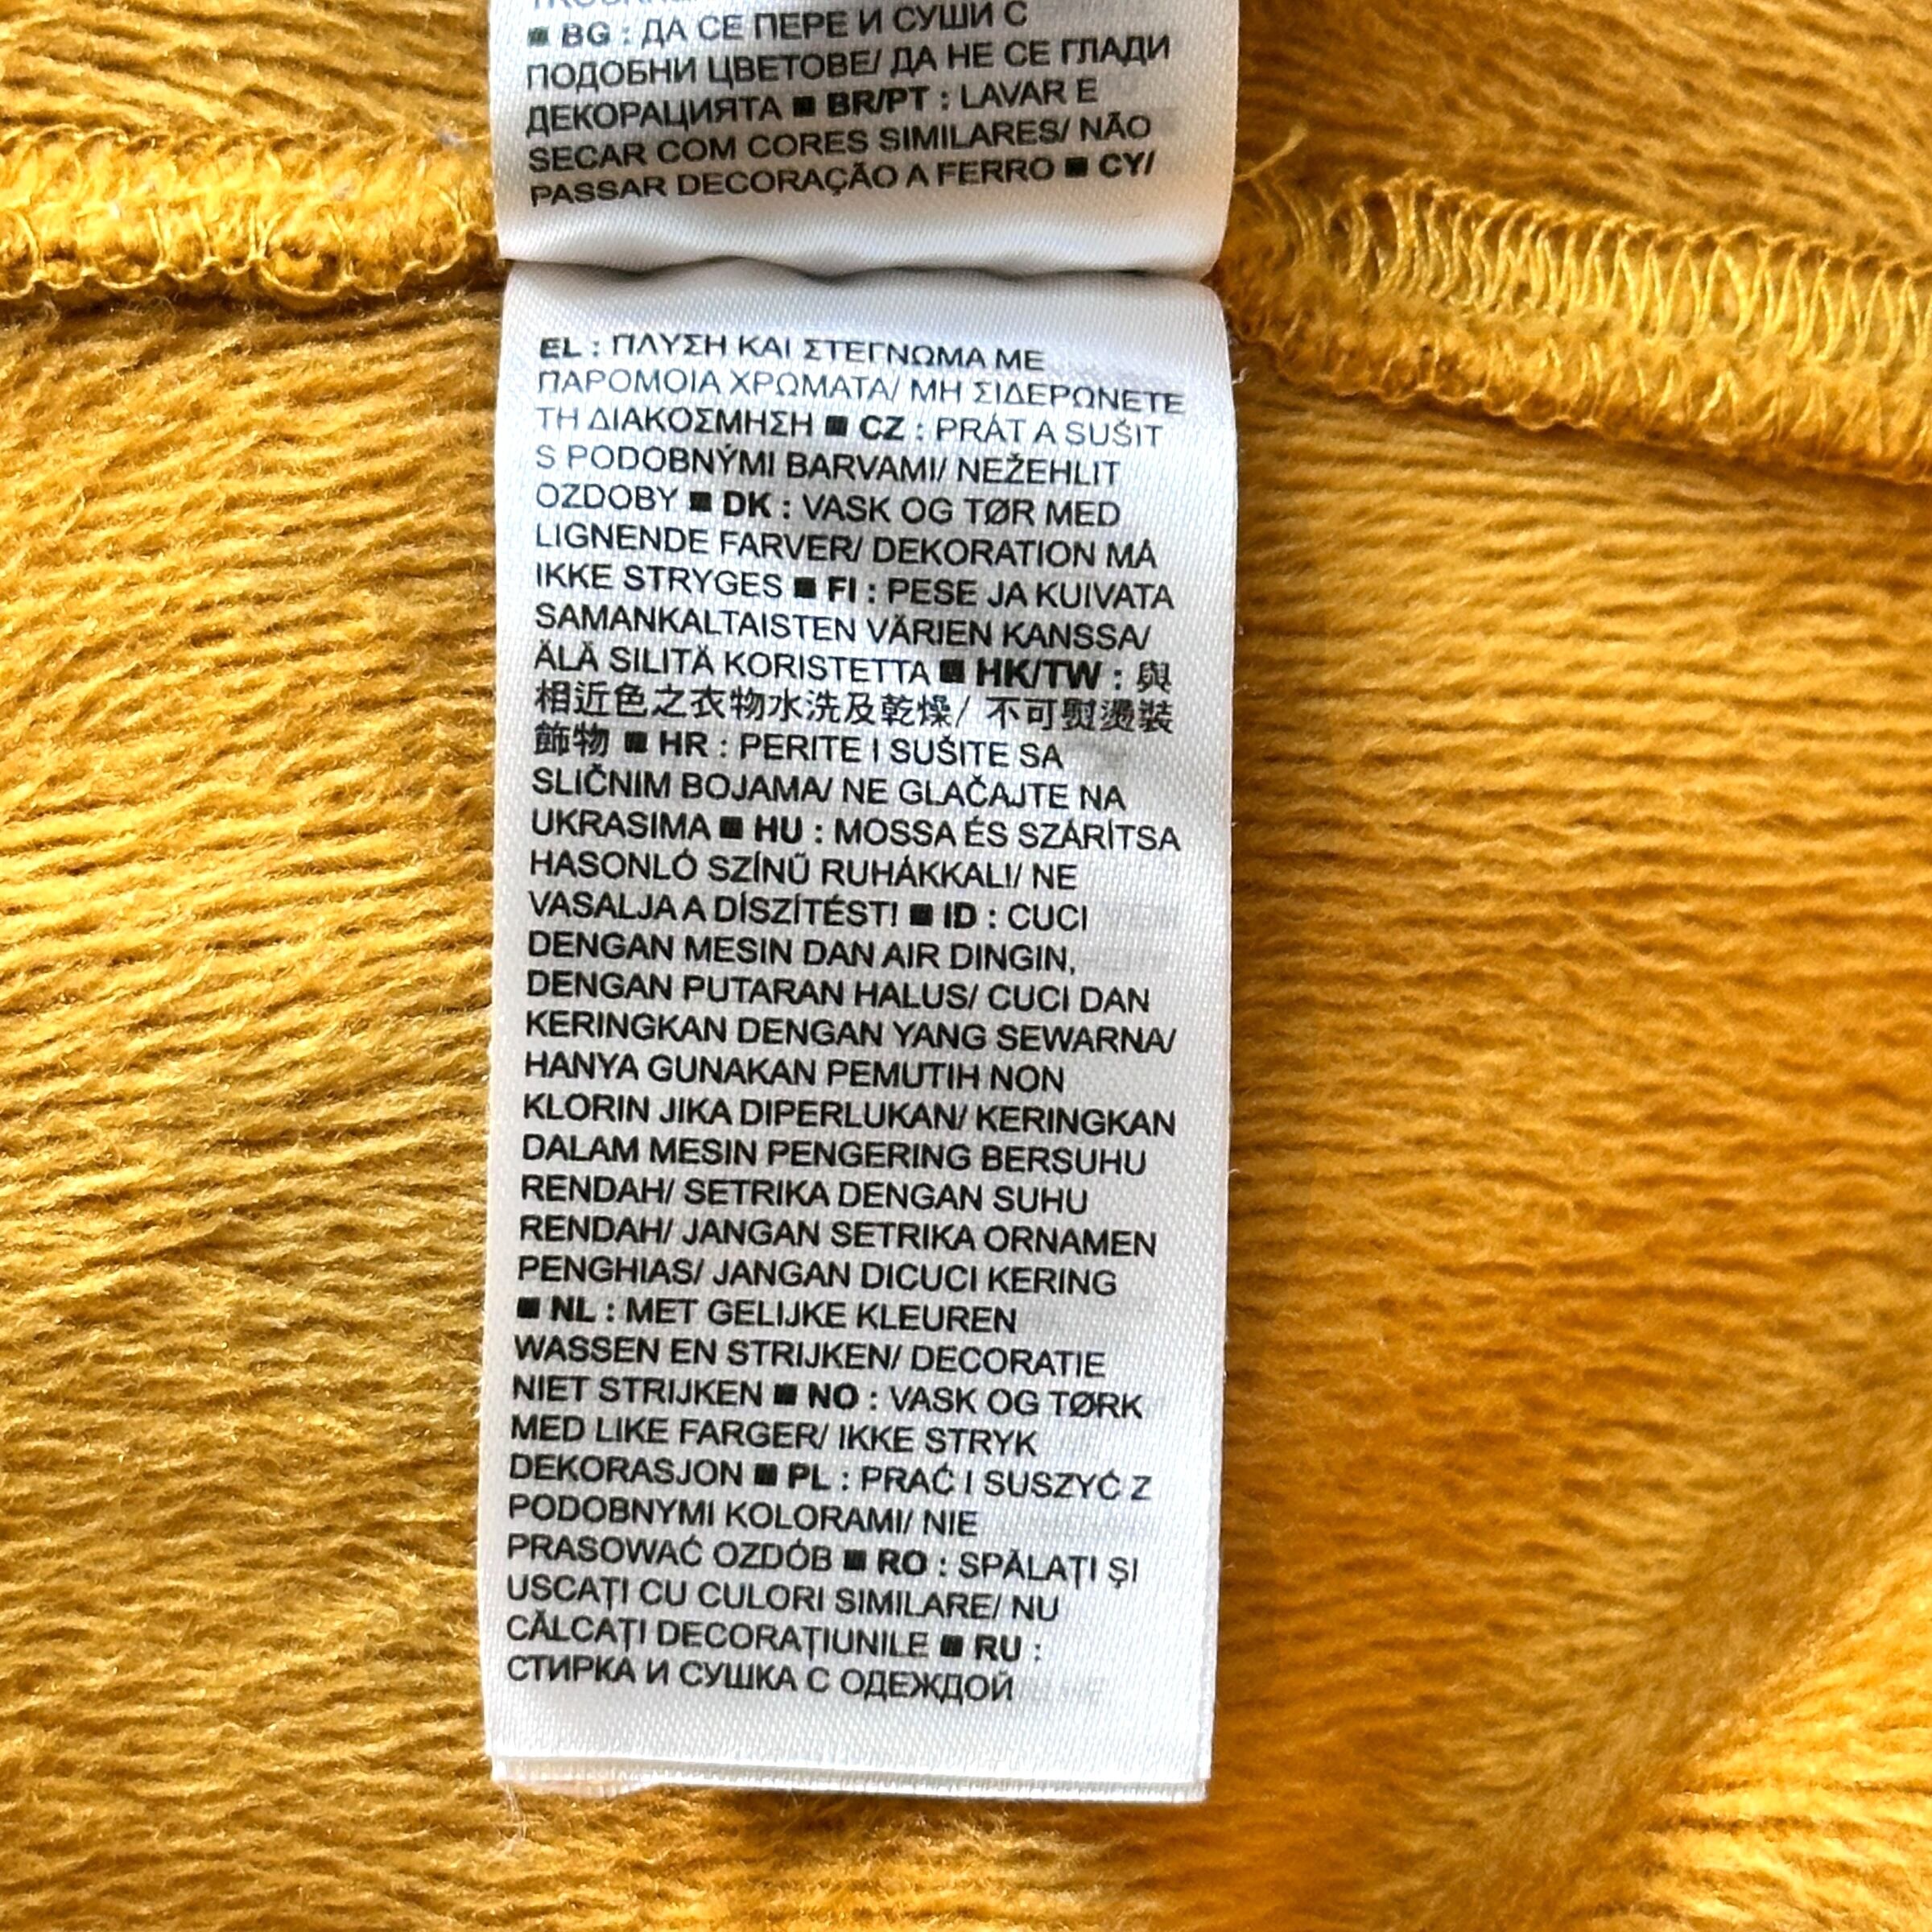 ■ BG : ДА СЕ ПЕРЕ И СУШИ С
ПОДОБНИ ЦВЕТОВЕ/ ДА НЕ СЕ ГЛАДИ
ДЕКОРАЦИЯТА ■ BR/PT : LAVAR E
SECAR COM CORES SIMILARES/ NÃO
PASSAR DECORAÇÃO A FERRO ■ CY/
EL : ΠΛΥΣΗ ΚΑΙ ΣΤΕΓΝΩΜΑ ΜΕ
ΠΑΡΟΜΟΙΑ ΧΡΩΜΑΤΑ/ ΜΗ ΣΙΔΕΡΩΝΕΤΕ
ΤΗ ΔΙΑΚΟΣΜΗΣΗ ■ CZ : PRÁT A SUŠIT
S PODOBNÝMI BARVAMI/ NEŽEHLIT
OZDOBY ■ DK : VASK OG TØR MED
LIGNENDE FARVER/ DEKORATION MÅ
IKKE STRYGES ■ FI : PESE JA KUIVATA
SAMANKALTAISTEN VÄRIEN KANSSA/
ÄLÄ SILITÄ KORISTETTA ■ HK/TW : 與
相近色之衣物水洗及乾燥/ 不可熨燙裝
飾物 ■ HR : PERITE I SUŠITE SA
SLIČNIM BOJAMA/ NE GLAČAJTE NA
UKRASIMA ■ HU : MOSSA ÉS SZÁRÍTSA
HASONLÓ SZÍNŰ RUHÁKKAL!/ NE
VASALJA A DÍSZÍTÉST! ■ ID : CUCI
DENGAN MESIN DAN AIR DINGIN,
DENGAN PUTARAN HALUS/ CUCI DAN
KERINGKAN DENGAN YANG SEWARNA/
HANYA GUNAKAN PEMUTIH NON
KLORIN JIKA DIPERLUKAN/ KERINGKAN
DALAM MESIN PENGERING BERSUHU
RENDAH/ SETRIKA DENGAN SUHU
RENDAH/ JANGAN SETRIKA ORNAMEN
PENGHIAS/ JANGAN DICUCI KERING
■ NL : MET GELIJKE KLEUREN
WASSEN EN STRIJKEN/ DECORATIE
NIET STRIJKEN ■ NO : VASK OG TØRK
MED LIKE FARGER/ IKKE STRYK
DEKORASJON ■ PL : PRAĆ I SUSZYĆ Z
PODOBNYMI KOLORAMI/ NIE
PRASOWAĆ OZDÓB ■ RO : SPĂLAŢI ŞI
USCAŢI CU CULORI SIMILARE/ NU
CĂLCAŢI DECORAŢIUNILE ■ RU :
СТИРКА И СУШКА С ОДЕЖДОЙ